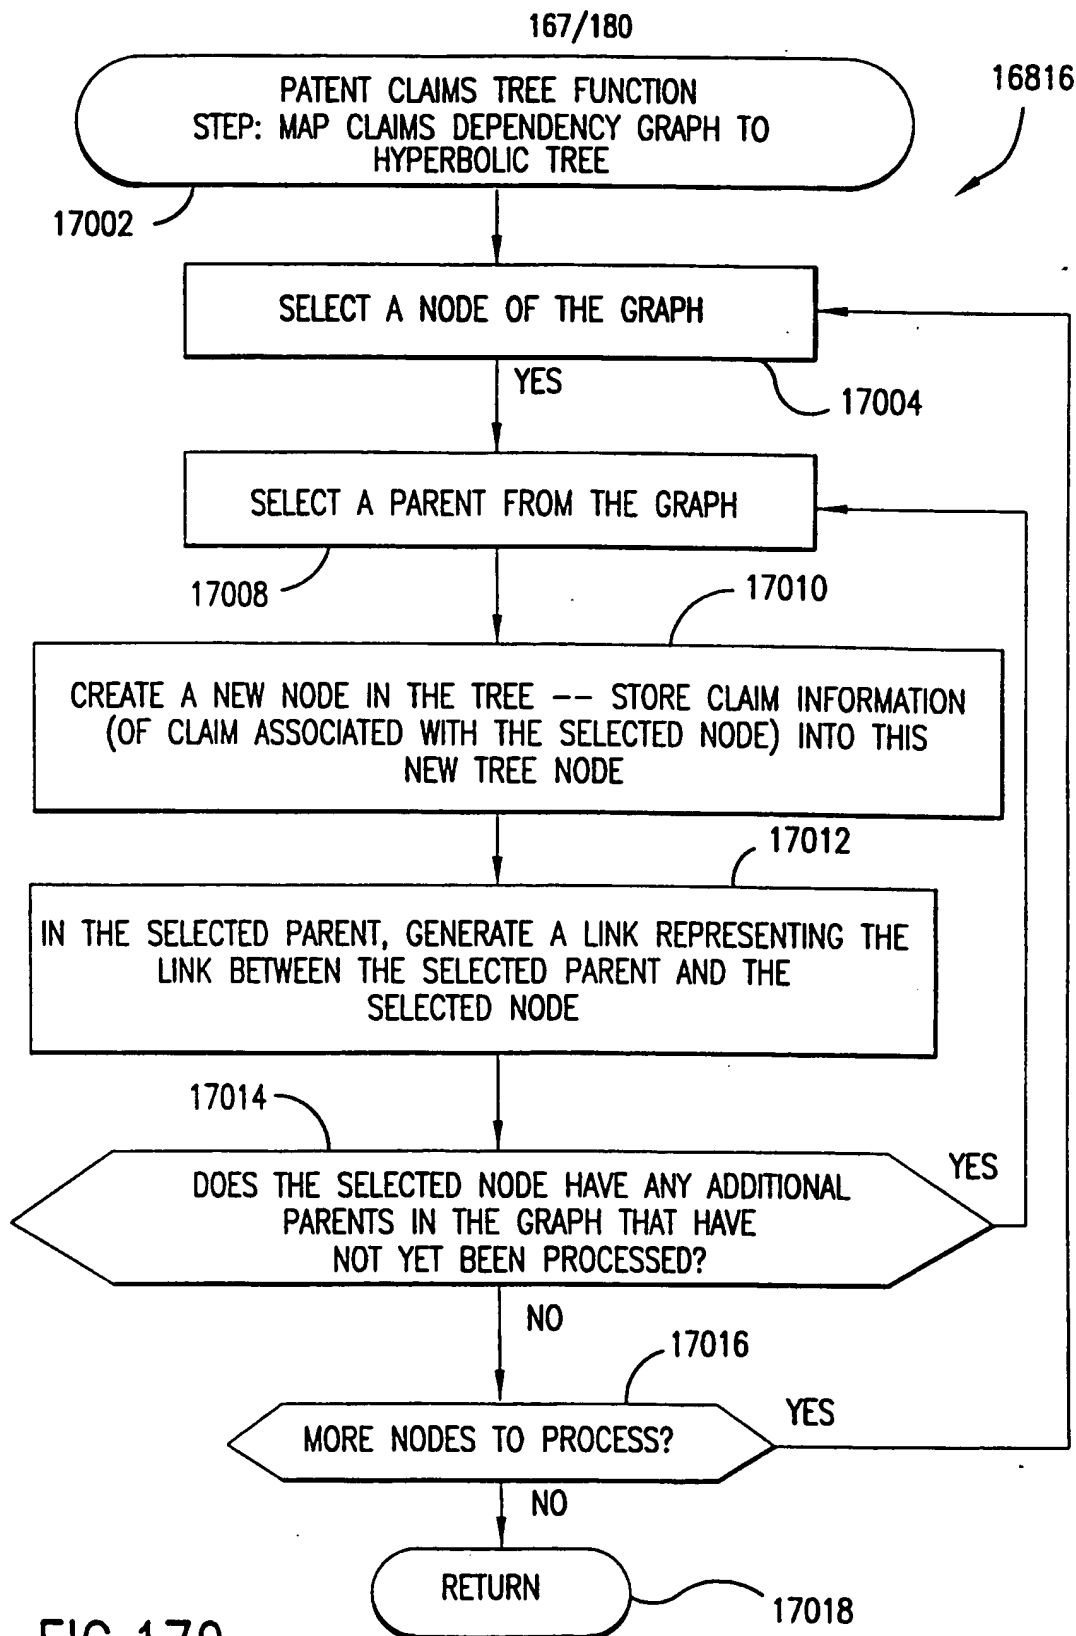 167/180
PATENT CLAIMS TREE FUNCTION
STEP: MAP CLAIMS DEPENDENCY GRAPH TO
HYPERBOLIC TREE
16816
17002
SELECT A NODE OF THE GRAPH
YES
17004
SELECT A PARENT FROM THE GRAPH
17008
17010
CREATE A NEW NODE IN THE TREE -- STORE CLAIM INFORMATION
(OF CLAIM ASSOCIATED WITH THE SELECTED NODE) INTO THIS
NEW TREE NODE
17012
IN THE SELECTED PARENT, GENERATE A LINK REPRESENTING THE
LINK BETWEEN THE SELECTED PARENT AND THE
SELECTED NODE
17014
DOES THE SELECTED NODE HAVE ANY ADDITIONAL
PARENTS IN THE GRAPH THAT HAVE
NOT YET BEEN PROCESSED?
YES
NO
17016
MORE NODES TO PROCESS?
YES
NO
RETURN
17018
FIG.170